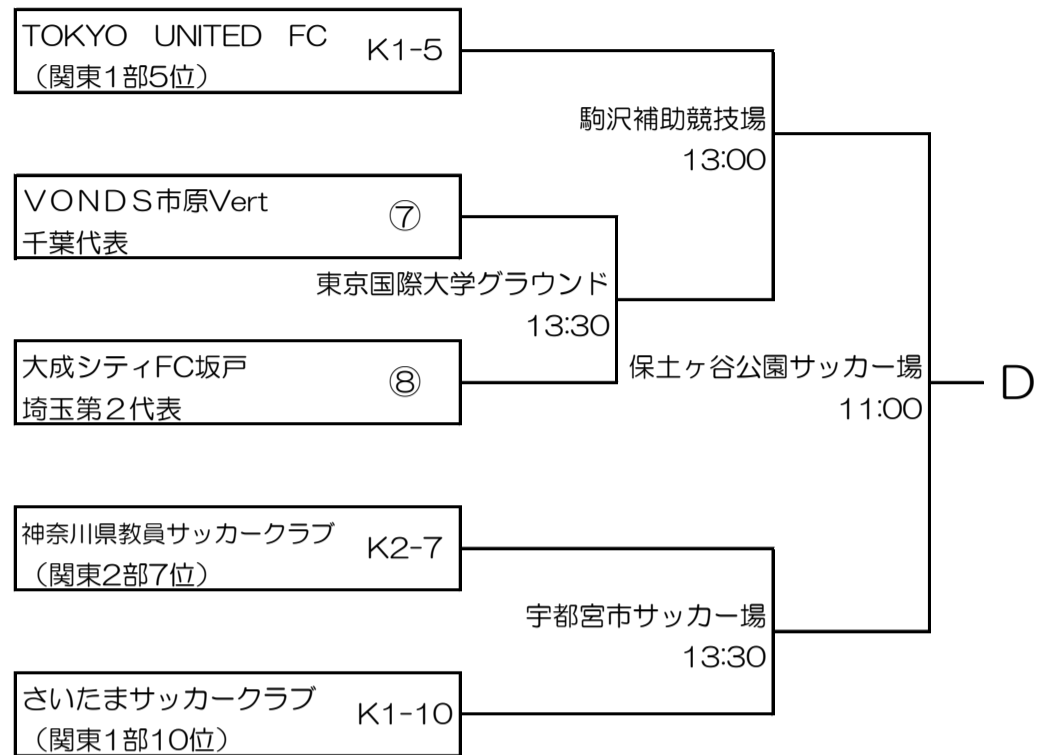 TOKYO　UNITED　FC
（関東1部5位）
K1-5
駒沢補助競技場
13:00
ＶＯＮＤＳ市原Vert
千葉代表
⑦
東京国際大学グラウンド
13:30
大成シティFC坂戸
埼玉第２代表
⑧
保土ヶ谷公園サッカー場
11:00
D
神奈川県教員サッカークラブ
（関東2部7位）
K2-7
宇都宮市サッカー場
13:30
さいたまサッカークラブ
（関東1部10位）
K1-10